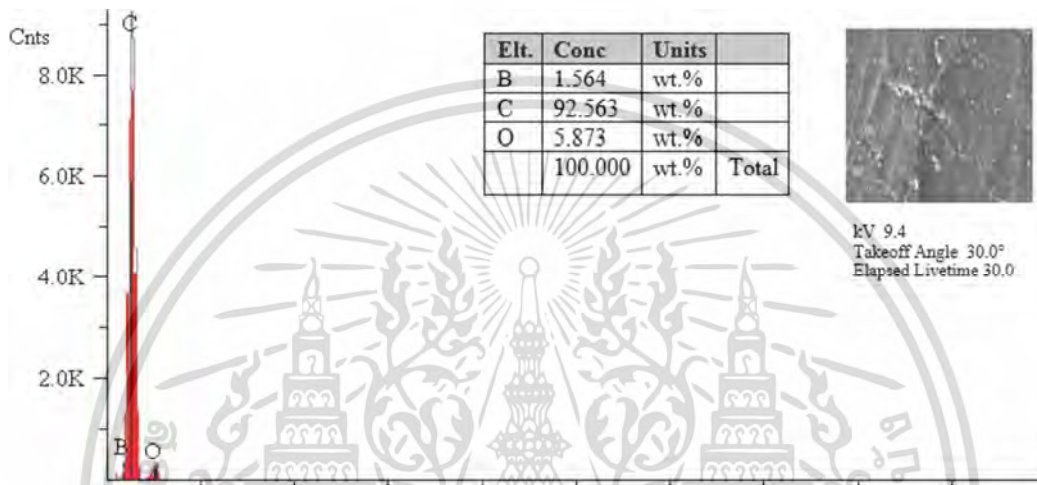 Cnts
8.0K
6.0K
4.0K
2.0K
C
B
O
Elt. Conc Units
B 1.564 wt.%
C 92.563 wt.%
O 5.873 wt.%
100.000 wt.% Total
kV 9.4
Takeoff Angle 30.0°
Elapsed Livetime 30.0